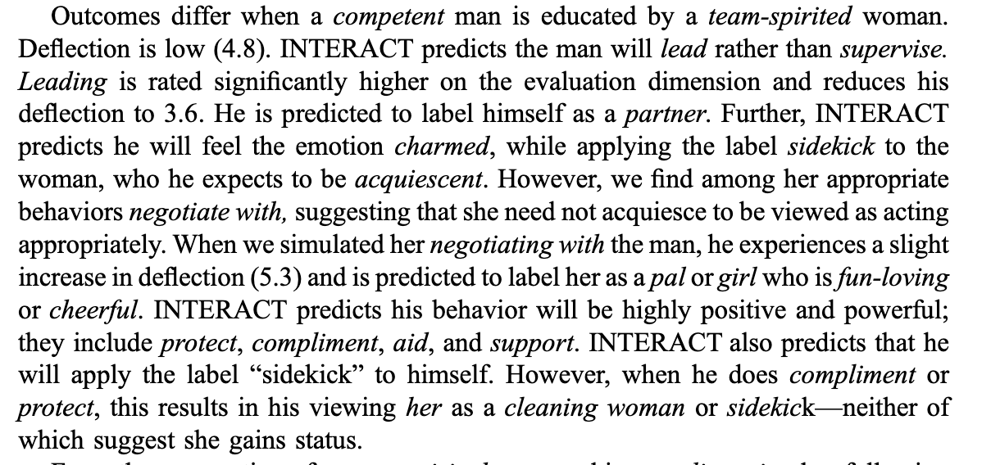 Outcomes differ when a competent man is educated by a team-spirited woman.
Deflection is low (4.8). INTERACT predicts the man will lead rather than supervise.
Leading is rated significantly higher on the evaluation dimension and reduces his
deflection to 3.6. He is predicted to label himself as a partner. Further, INTERACT
predicts he will feel the emotion charmed, while applying the label sidekick to the
woman, who he expects to be acquiescent. However, we find among her appropriate
behaviors negotiate with, suggesting that she need not acquiesce to be viewed as acting
appropriately. When we simulated her negotiating with the man, he experiences a slight
increase in deflection (5.3) and is predicted to label her as a pal or girl who is fun-loving
or cheerful. INTERACT predicts his behavior will be highly positive and powerful;
they include protect, compliment, aid, and support. INTERACT also predicts that he
will apply the label “sidekick” to himself. However, when he does compliment or
protect, this results in his viewing her as a cleaning woman or sidekick—neither of
which suggest she gains status.